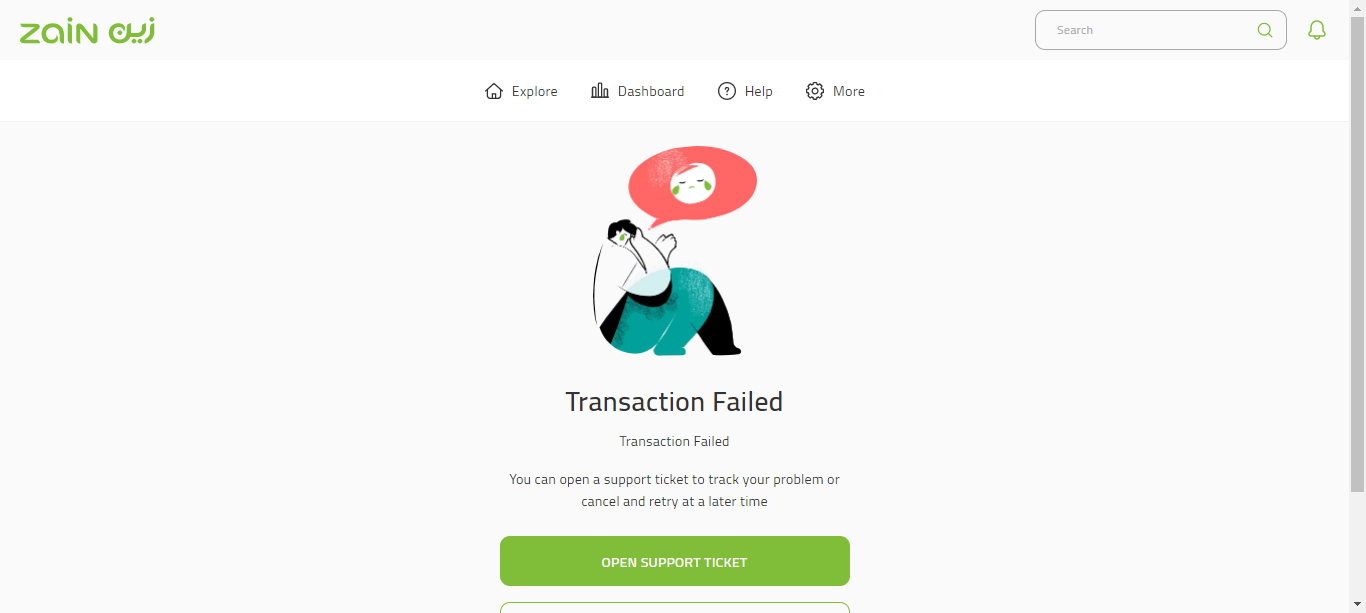 zain زين
Search
Explore
Dashboard
Help
More
Transaction Failed
Transaction Failed
You can open a support ticket to track your problem or
cancel and retry at a later time
OPEN SUPPORT TICKET